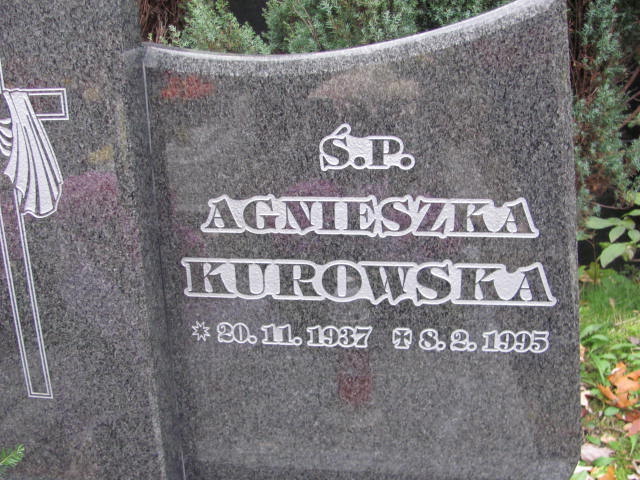 Ś.P.
AGNIESZKA
KUROWSKA
* 20. 11. 1937 ✝ 8. 2. 1995